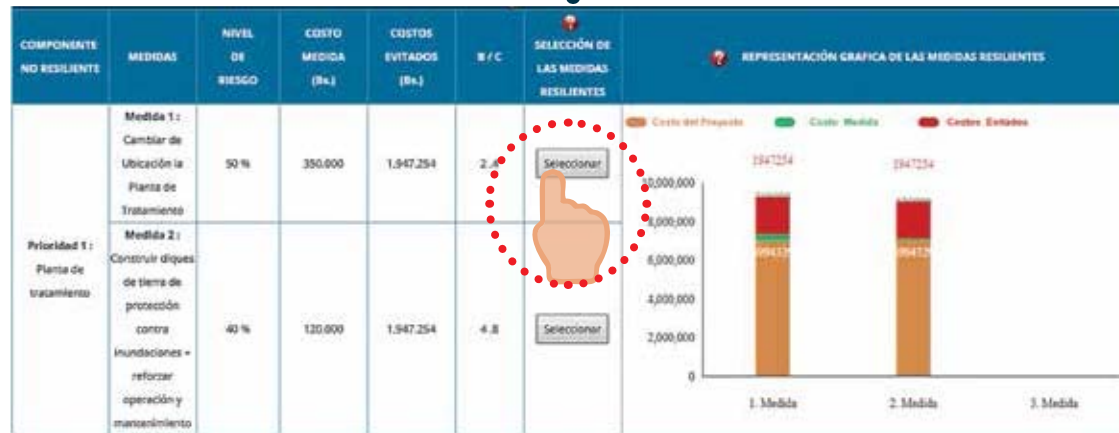 COMPONENTE
NO RESILIENTE
MEDIDAS
NIVEL
DE
RIESGO
COSTO
MEDIDA
(Bs.)
COSTOS
EVITADOS
(Bs.)
B / C
SELECCIÓN DE
LAS MEDIDAS
RESILIENTES
REPRESENTACIÓN GRAFICA DE LAS MEDIDAS RESILIENTES
Prioridad 1 :
Planta de
tratamiento
Medida 1 :
Cambiar de
Ubicación la
Planta de
Tratamiento
50 %
350.000
1,947.254
Seleccionar
Medida 2 :
Construir diques
de tierra de
protección
contra
inundaciones +
reforzar
operación y
mantenimiento
40 %
120.000
1,947.254
4.8
Seleccionar
Costo del Proyecto
Costo Medida
Costos Evitados
1947254
1947254
10,000,000
8,000,000
6,000,000
4,000,000
2,000,000
0
1. Medida
2. Medida
3. Medida